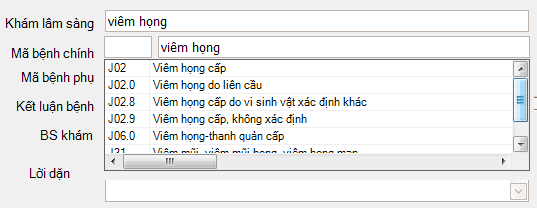 Khám lâm sàng viêm họng
Mã bệnh chính viêm họng
J02 Viêm họng cấp
Mã bệnh phụ
J02.0 Viêm họng do liên cầu
Kết luận bệnh
J02.8 Viêm họng cấp do vi sinh vật xác định khác
J02.9 Viêm họng cấp, không xác định
BS khám
J06.0 Viêm họng-thanh quản cấp
J31 Viêm mũi, viêm mũi họng, viêm họng mạn
Lời dặn